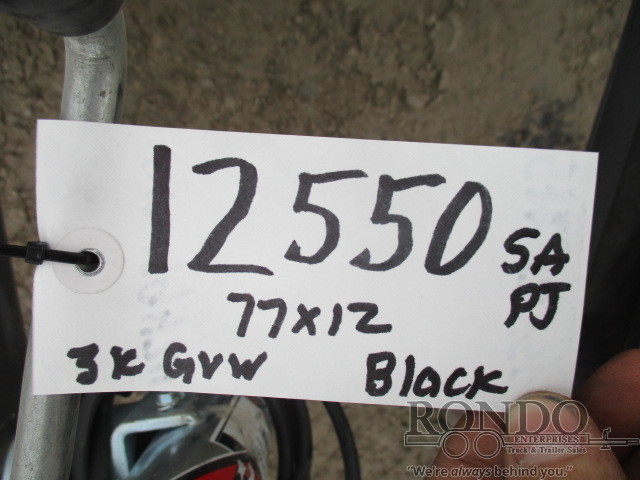 12550 SA
PJ
77x12
3K GVW Black
RONDO
ENTERPRISES
Truck & Trailer Sales
"We're always behind you."